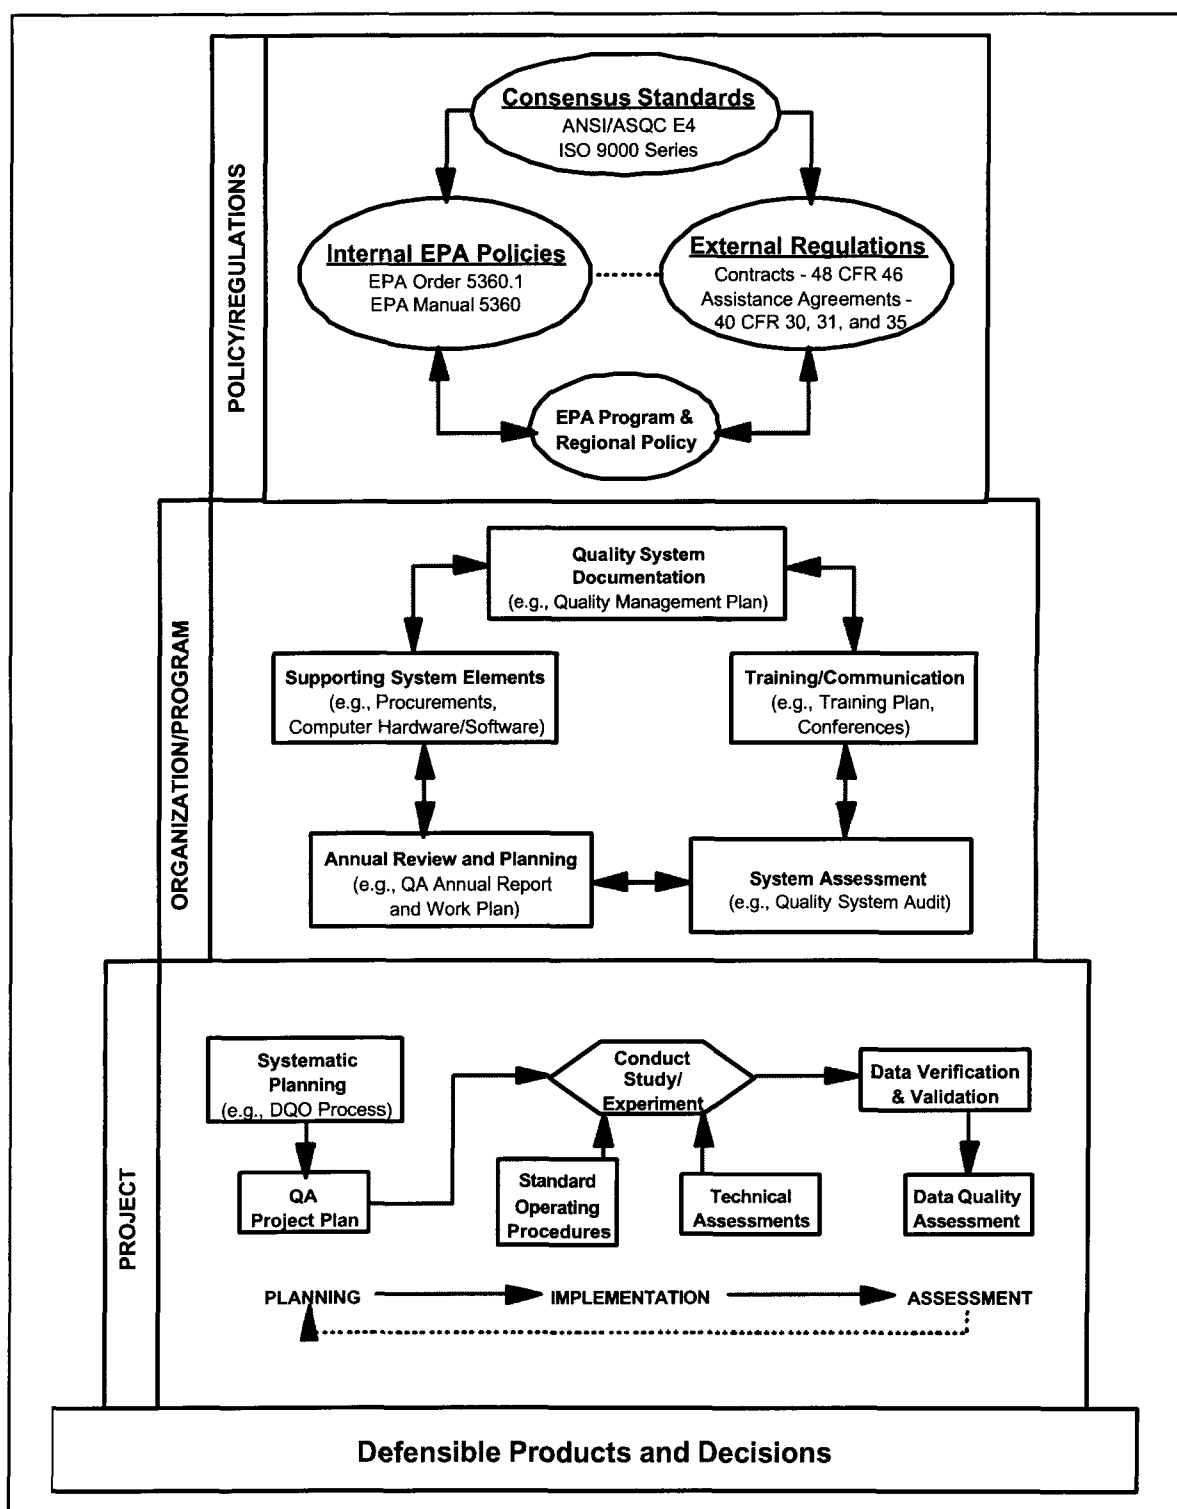 POLICY/REGULATIONS
Consensus Standards
ANSI/ASQC E4
ISO 9000 Series
Internal EPA Policies
EPA Order 5360.1
EPA Manual 5360
External Regulations
Contracts - 48 CFR 46
Assistance Agreements -
40 CFR 30, 31, and 35
EPA Program &
Regional Policy
ORGANIZATION/PROGRAM
Quality System
Documentation
(e.g., Quality Management Plan)
Supporting System Elements
(e.g., Procurements,
Computer Hardware/Software)
Training/Communication
(e.g., Training Plan,
Conferences)
Annual Review and Planning
(e.g., QA Annual Report
and Work Plan)
System Assessment
(e.g., Quality System Audit)
PROJECT
Systematic
Planning
(e.g., DQO Process)
QA
Project Plan
Conduct
Study/
Experiment
Standard
Operating
Procedures
Technical
Assessments
Data Verification
& Validation
Data Quality
Assessment
PLANNING
IMPLEMENTATION
ASSESSMENT
Defensible Products and Decisions